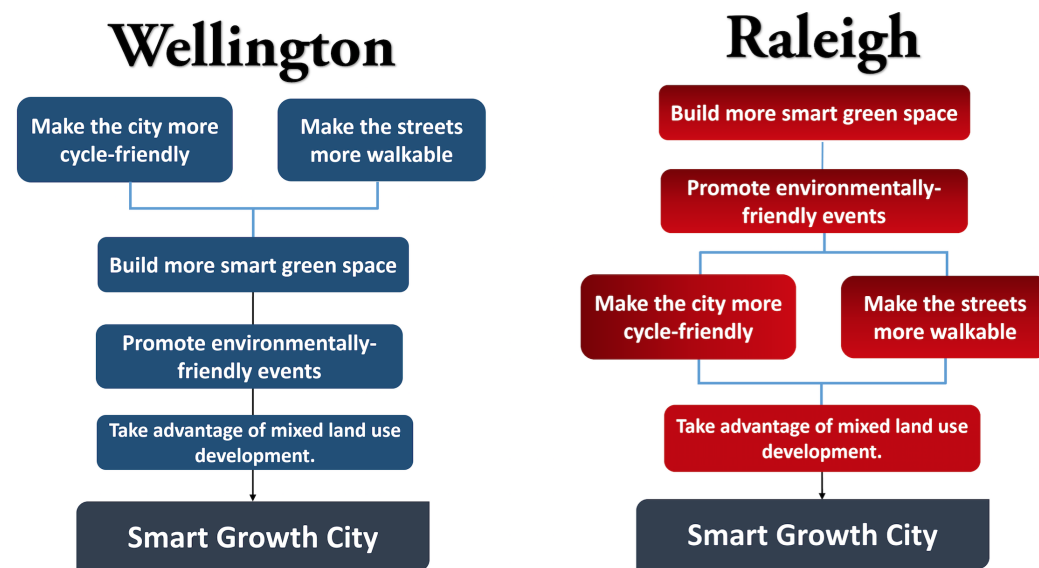 Wellington
Make the city more
cycle-friendly
Make the streets
more walkable
Build more smart green space
Promote environmentally-
friendly events
Take advantage of mixed land use
development.
Smart Growth City
Raleigh
Build more smart green space
Promote environmentally-
friendly events
Make the city more
cycle-friendly
Make the streets
more walkable
Take advantage of mixed land use
development.
Smart Growth City